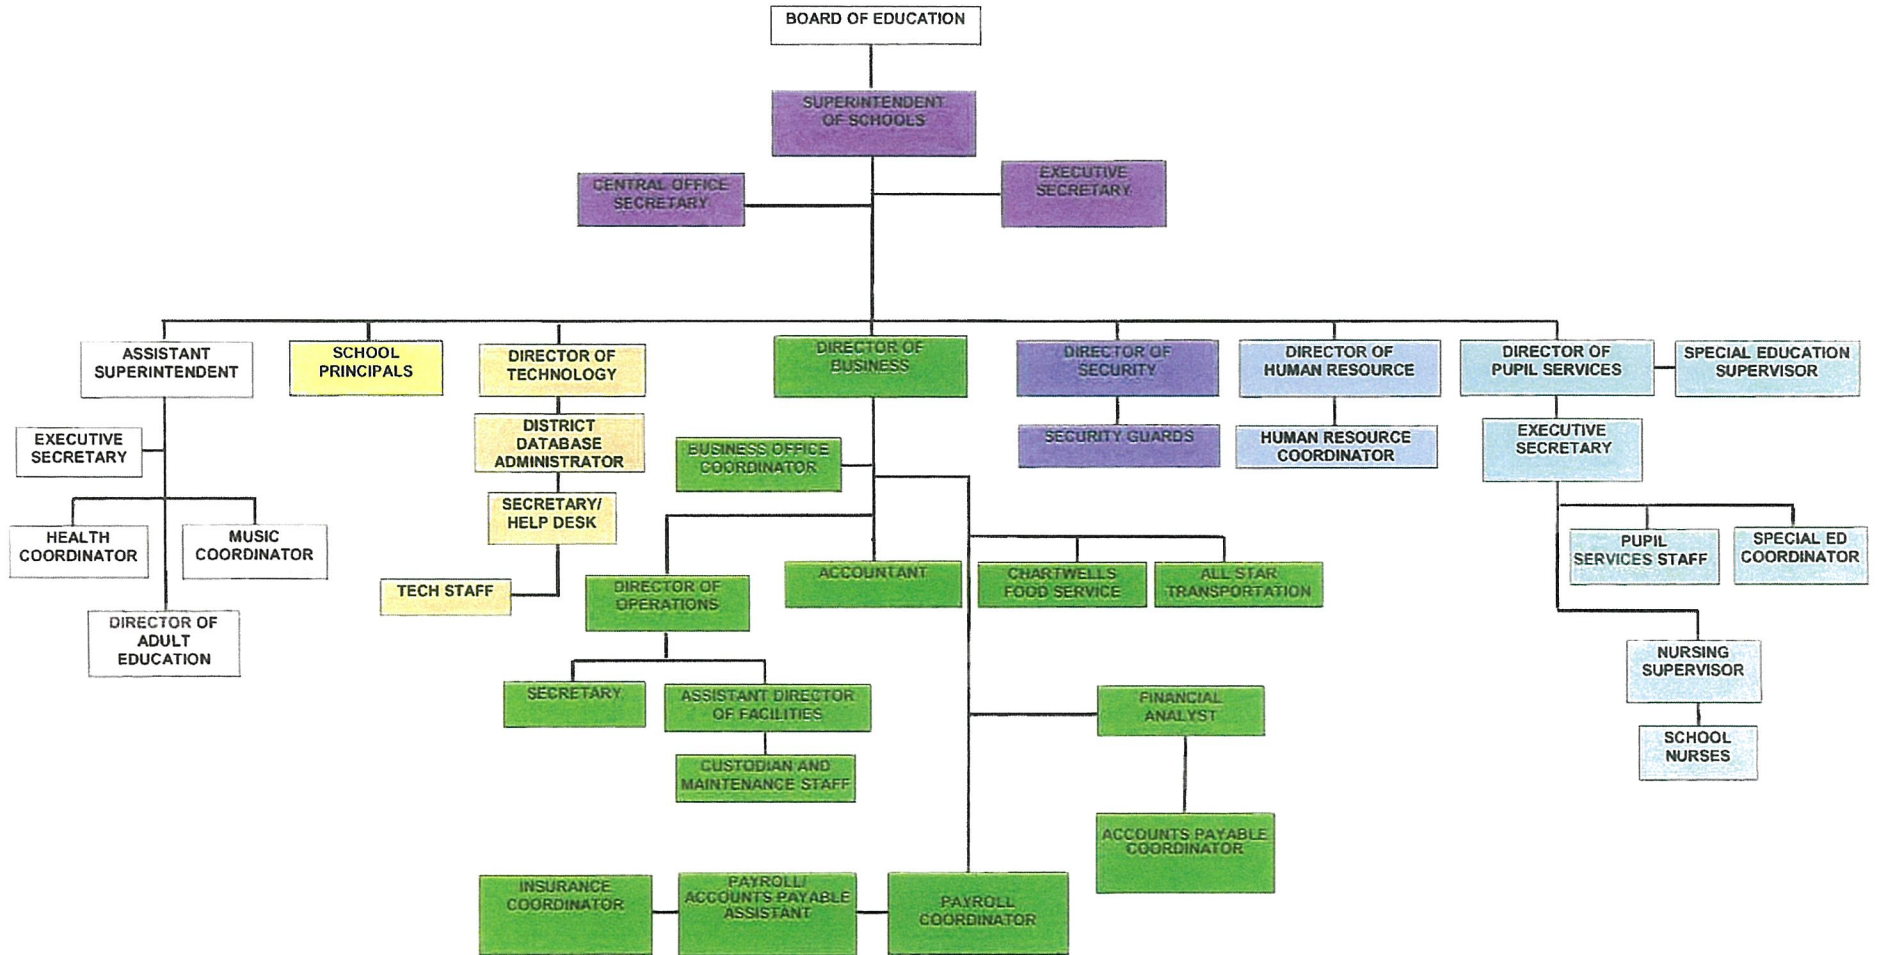 BOARD OF EDUCATION
SUPERINTENDENT
OF SCHOOLS
CENTRAL OFFICE
SECRETARY
EXECUTIVE
SECRETARY
ASSISTANT
SUPERINTENDENT
SCHOOL
PRINCIPALS
DIRECTOR OF
TECHNOLOGY
DIRECTOR OF
BUSINESS
DIRECTOR OF
SECURITY
DIRECTOR OF
HUMAN RESOURCE
DIRECTOR OF
PUPIL SERVICES
SPECIAL EDUCATION
SUPERVISOR
EXECUTIVE
SECRETARY
DISTRICT
DATABASE
ADMINISTRATOR
BUSINESS OFFICE
COORDINATOR
SECURITY GUARDS
HUMAN RESOURCE
COORDINATOR
EXECUTIVE
SECRETARY
HEALTH
COORDINATOR
MUSIC
COORDINATOR
SECRETARY/
HELP DESK
PUPIL
SERVICES STAFF
SPECIAL ED
COORDINATOR
TECH STAFF
DIRECTOR OF
OPERATIONS
ACCOUNTANT
CHARTWELLS
FOOD SERVICE
ALL STAR
TRANSPORTATION
DIRECTOR OF
ADULT
EDUCATION
NURSING
SUPERVISOR
SECRETARY
ASSISTANT DIRECTOR
OF FACILITIES
FINANCIAL
ANALYST
SCHOOL
NURSES
CUSTODIAN AND
MAINTENANCE STAFF
ACCOUNTS PAYABLE
COORDINATOR
INSURANCE
COORDINATOR
PAYROLL/
ACCOUNTS PAYABLE
ASSISTANT
PAYROLL
COORDINATOR